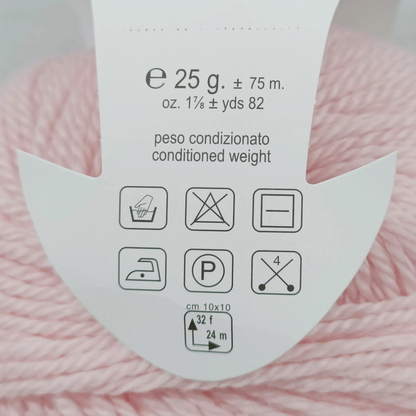 ℮ 25 g. ± 75 m.
oz. 1⅞ ± yds 82
peso condizionato
conditioned weight
P
4
cm 10x10
32 f
24 m